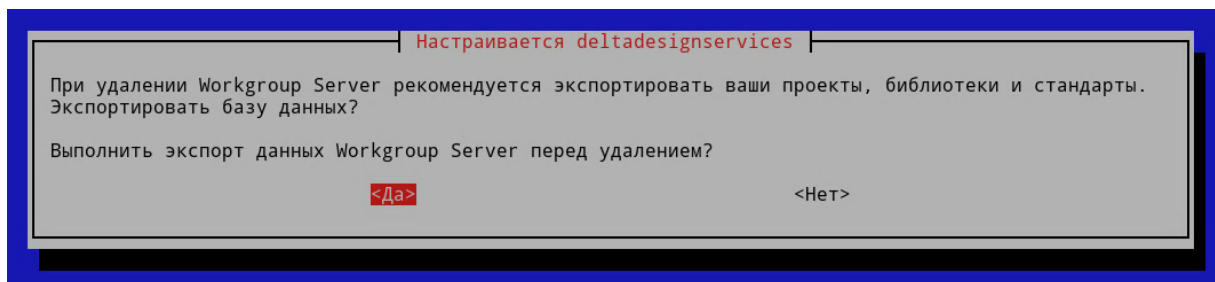 Настраивается deltadesignservices
При удалении Workgroup Server рекомендуется экспортировать ваши проекты, библиотеки и стандарты.
Экспортировать базу данных?
Выполнить экспорт данных Workgroup Server перед удалением?
<Да> <Нет>